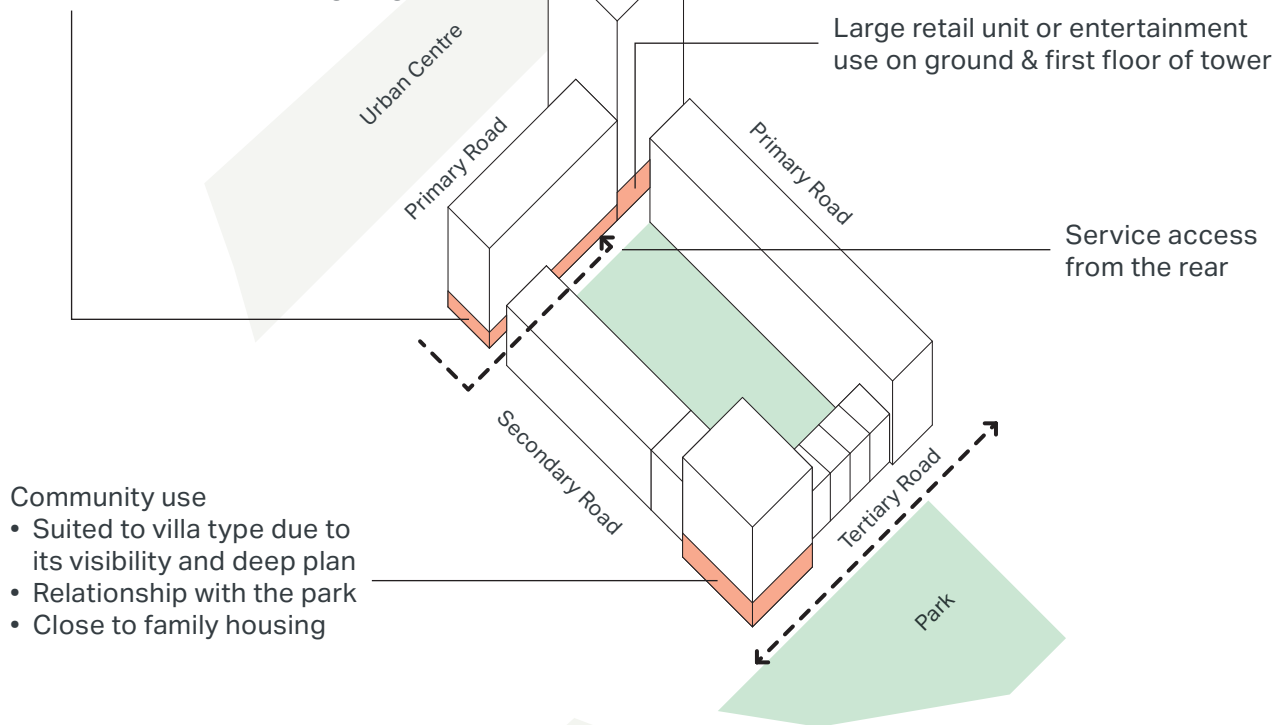 Large retail unit or entertainment
use on ground & first floor of tower
Urban Centre
Primary Road
Primary Road
Service access
from the rear
Secondary Road
Tertiary Road
Community use
• Suited to villa type due to
its visibility and deep plan
• Relationship with the park
• Close to family housing
Park